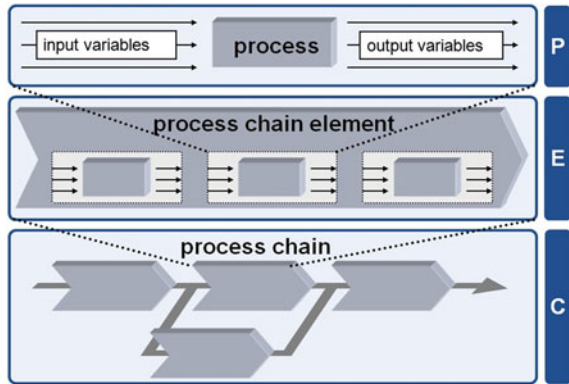 input variables
process
output variables
P
process chain element
E
process chain
C